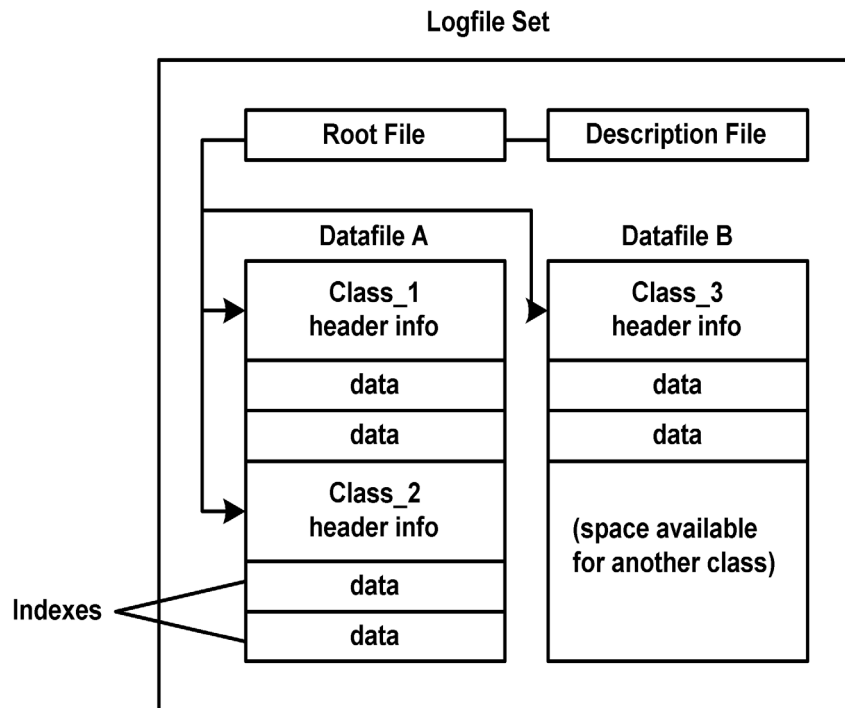 Logfile Set
Root File
Description File
Datafile A
Datafile B
Class_1
header info
Class_3
header info
data
data
data
data
Class_2
header info
(space available
for another class)
data
Indexes
data